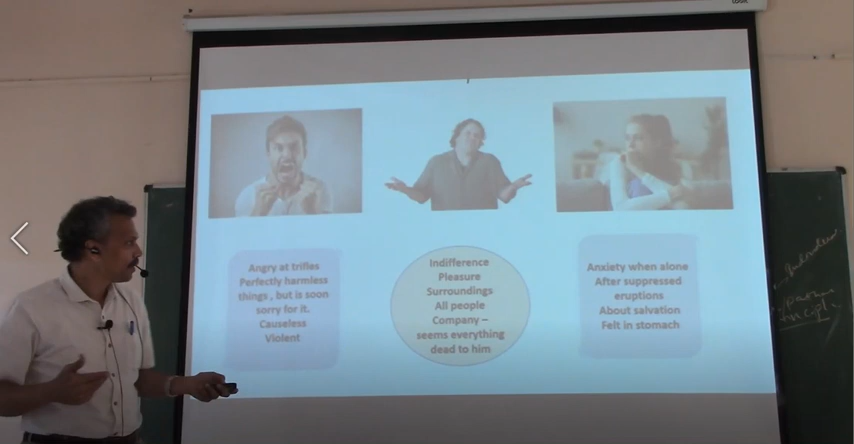 Angry at trifles
Perfectly harmless
things , but is soon
sorry for it.
Causeless
Violent
Indifference
Pleasure
Surroundings
All people
Company –
seems everything
dead to him
Anxiety when alone
After suppressed
eruptions
About salvation
Felt in stomach